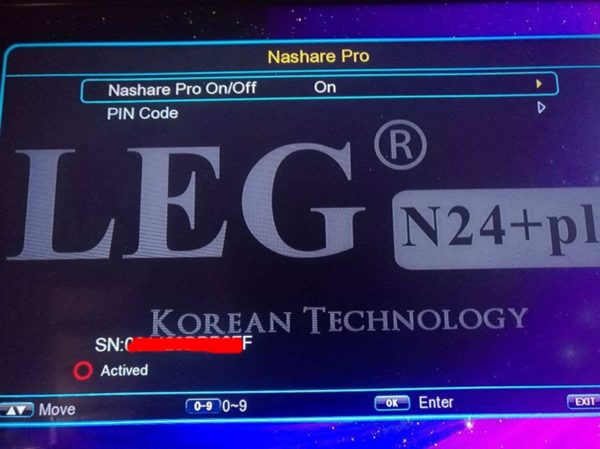 Nashare Pro
Nashare Pro On/Off On
PIN Code
LEG®
N24+pl
KOREAN TECHNOLOGY
SN:
Actived
Move
0-9 0~9
OK Enter
EXIT